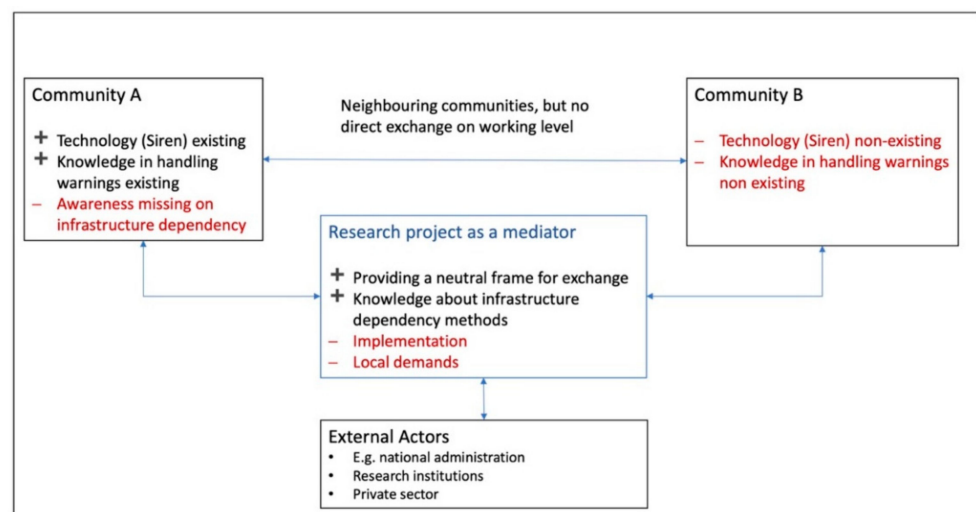 Community A
+ Technology (Siren) existing
+ Knowledge in handling
warnings existing
– Awareness missing on
infrastructure dependency
Neighbouring communities, but no
direct exchange on working level
Community B
– Technology (Siren) non-existing
– Knowledge in handling warnings
non existing
Research project as a mediator
+ Providing a neutral frame for exchange
+ Knowledge about infrastructure
dependency methods
– Implementation
– Local demands
External Actors
• E.g. national administration
• Research institutions
• Private sector